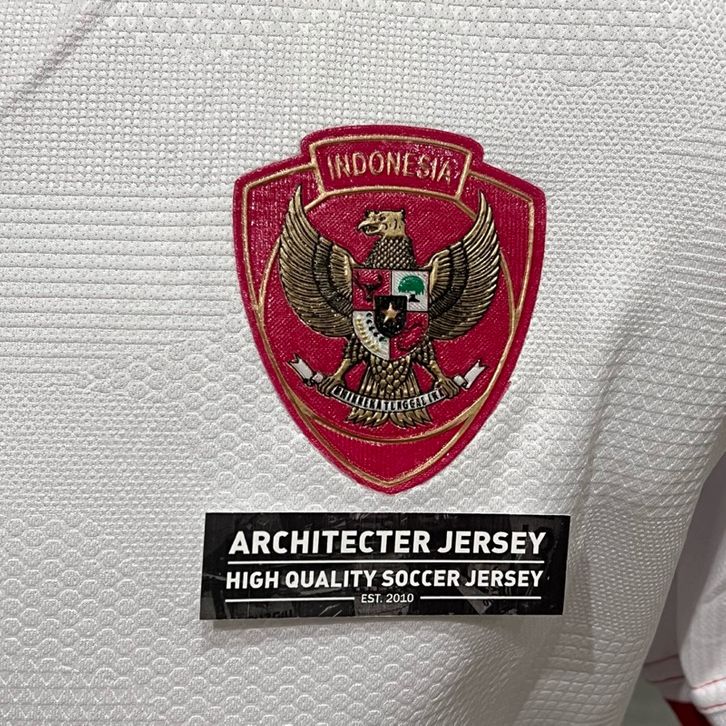 INDONESIA
BHINNEKA TUNGGAL IKA
ARCHITECTER JERSEY
HIGH QUALITY SOCCER JERSEY
EST. 2010